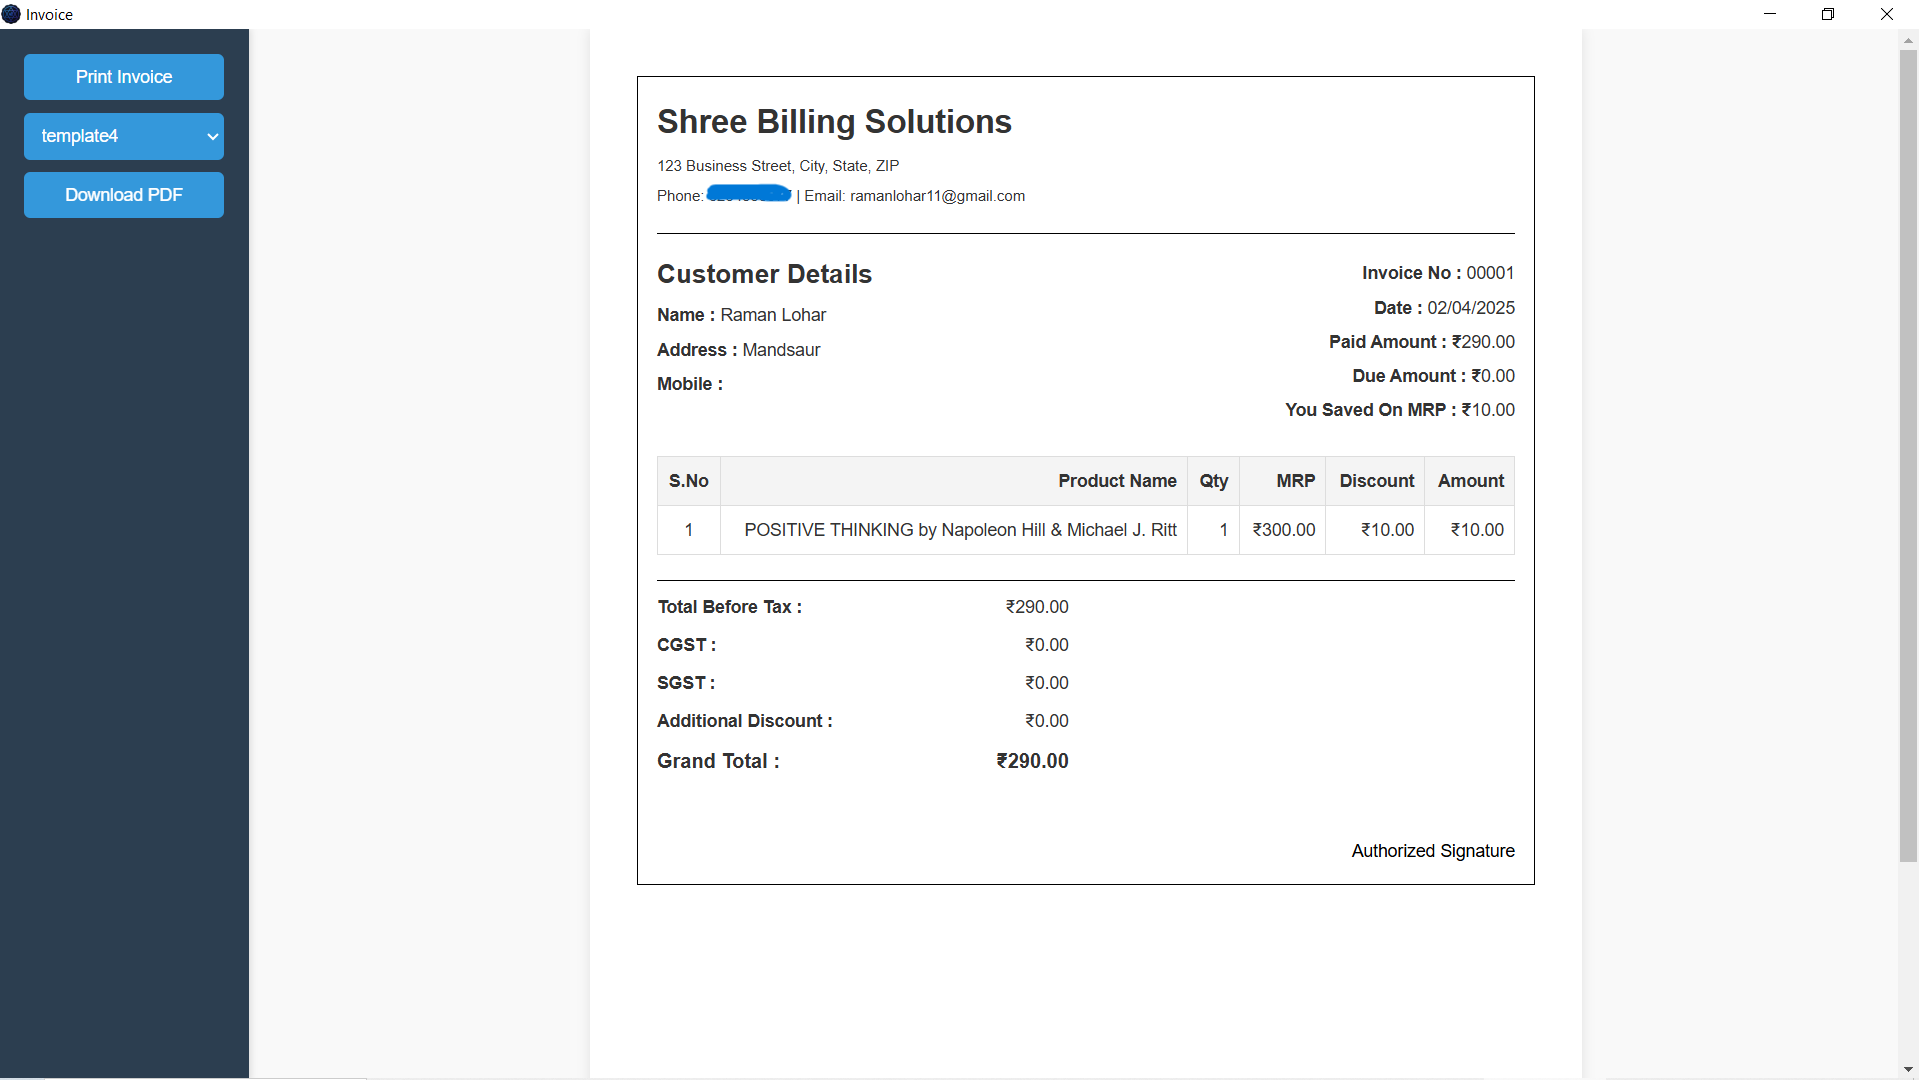 Invoice
Print Invoice
template4
Download PDF
Shree Billing Solutions
123 Business Street, City, State, ZIP
Phone: | Email: ramanlohar11@gmail.com
Customer Details
Name : Raman Lohar
Address : Mandsaur
Mobile :
Invoice No : 00001
Date : 02/04/2025
Paid Amount : ₹290.00
Due Amount : ₹0.00
You Saved On MRP : ₹10.00
S.No Product Name Qty MRP Discount Amount
1 POSITIVE THINKING by Napoleon Hill & Michael J. Ritt 1 ₹300.00 ₹10.00 ₹10.00
Total Before Tax : ₹290.00
CGST : ₹0.00
SGST : ₹0.00
Additional Discount : ₹0.00
Grand Total : ₹290.00
Authorized Signature